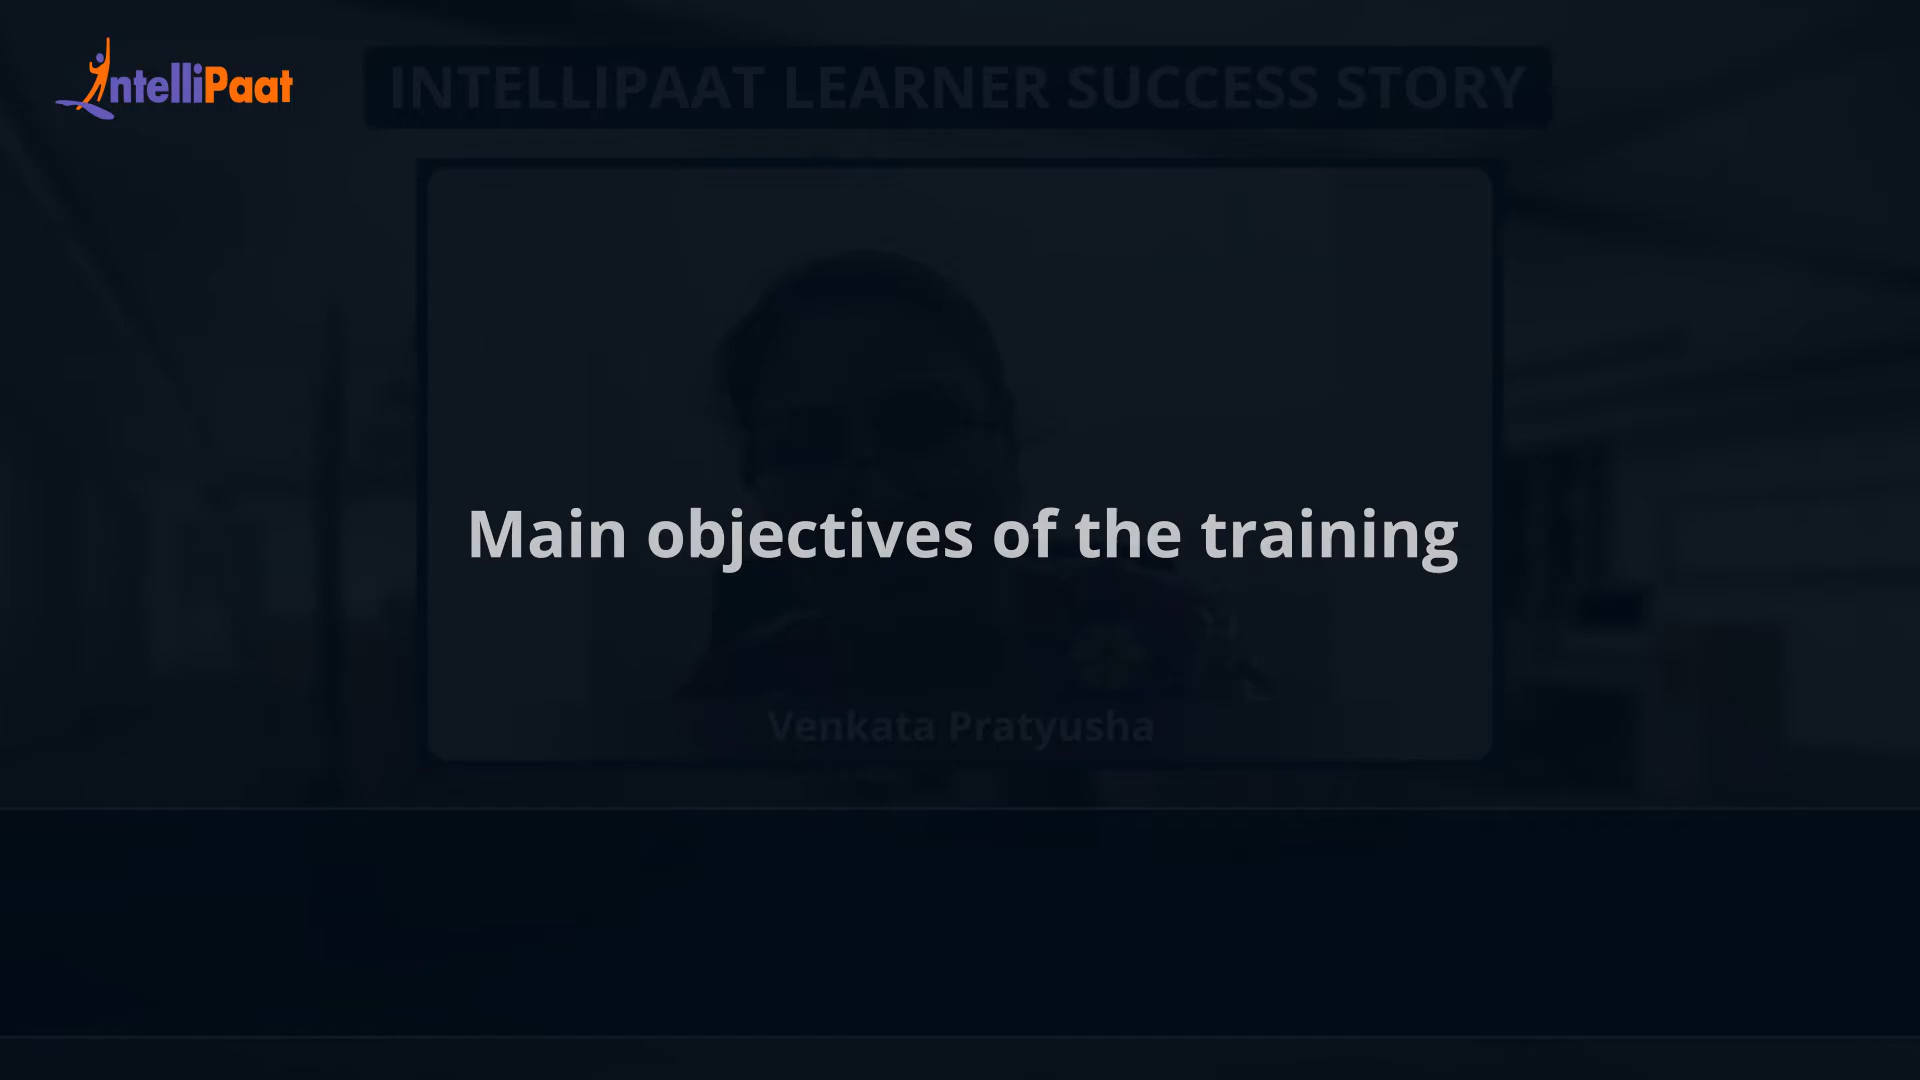 IntelliPaat
INTELLIPAAT LEARNER SUCCESS STORY
Main objectives of the training
Venkata Pratyusha